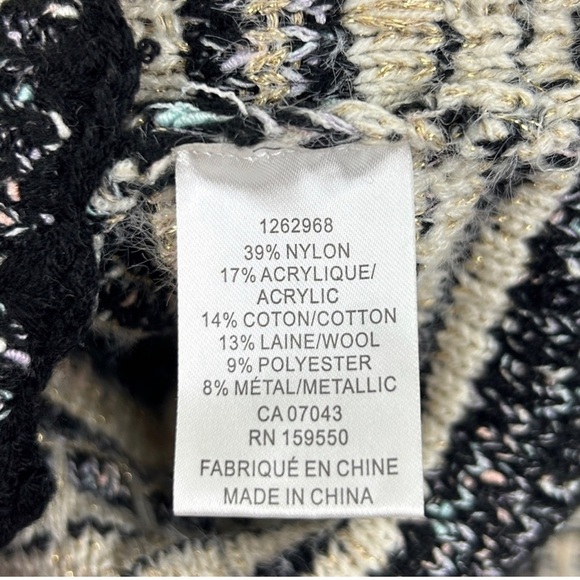 1262968
39% NYLON
17% ACRYLIQUE/
ACRYLIC
14% COTON/COTTON
13% LAINE/WOOL
9% POLYESTER
8% MÉTAL/METALLIC
CA 07043
RN 159550
FABRIQUÉ EN CHINE
MADE IN CHINA